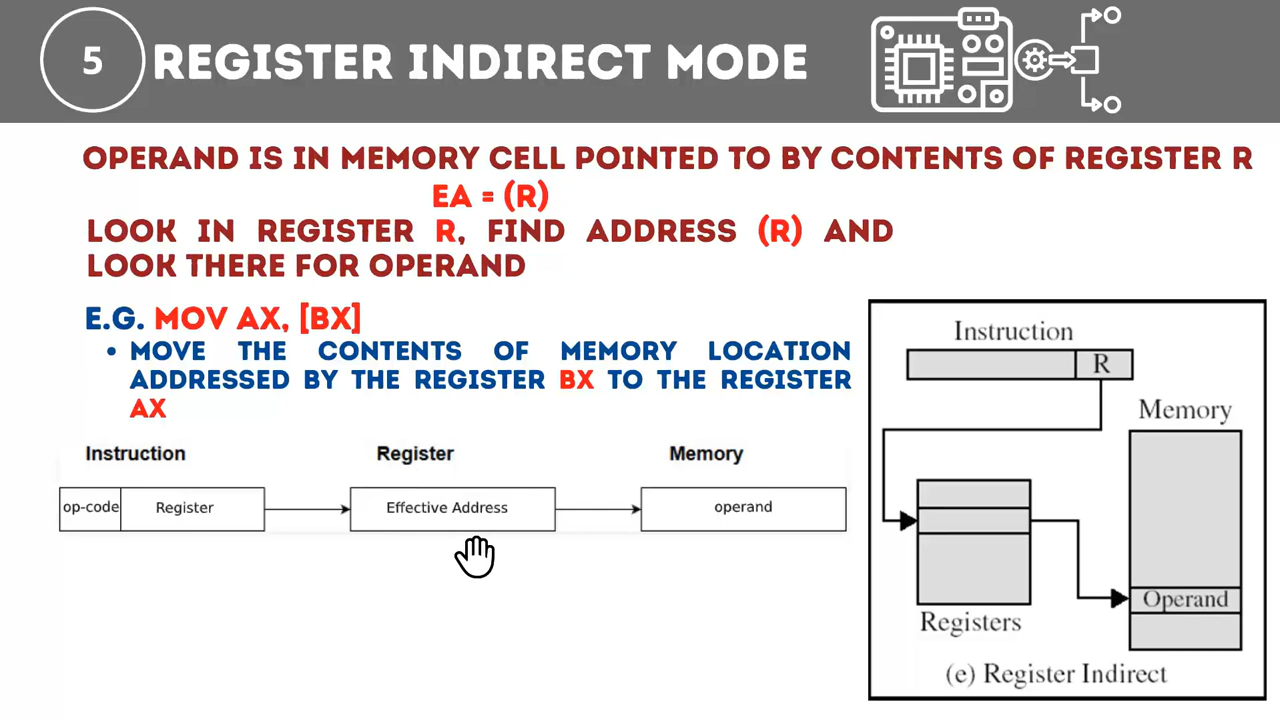 5
REGISTER INDIRECT MODE
OPERAND IS IN MEMORY CELL POINTED TO BY CONTENTS OF REGISTER R
EA = (R)
LOOK IN REGISTER R, FIND ADDRESS (R) AND
LOOK THERE FOR OPERAND
E.G. MOV AX, [BX]
• MOVE THE CONTENTS OF MEMORY LOCATION
ADDRESSED BY THE REGISTER BX TO THE REGISTER
AX
Instruction Register Memory
op-code Register Effective Address operand
Instruction
R
Memory
Operand
Registers
(e) Register Indirect